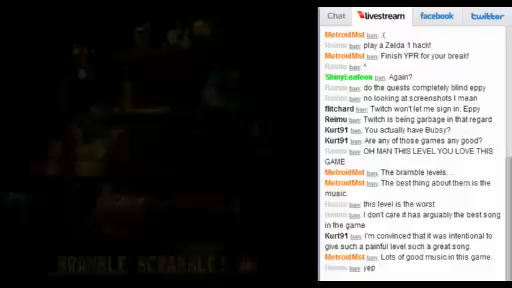 Chat
livestream
facebook
twitter
MetroidMst ban: :(
Reimu ban: play a Zelda 1 hack!
MetroidMst ban: Finish YPR for your break!
Reimu ban: ^
ShinyLeafeon ban: Again?
Reimu ban: do the quests completely blind eppy
Reimu ban: no looking at screenshots I mean
flitchard ban: Twitch won't let me sign in. Eppy
Reimu ban: Twitch is being garbage in that regard
Kurt91 ban: You actually have Bubsy?
Kurt91 ban: Are any of those games any good?
Reimu ban: OH MAN THIS LEVEL YOU LOVE THIS
GAME
MetroidMst ban: The bramble levels. .
MetroidMst ban: The best thing about them is the
music.
Reimu ban: this level is the worst
Reimu ban: I don't care it has arguably the best song
in the game
Kurt91 ban: I'm convinced that it was intentional to
give such a painful level such a great song.
MetroidMst ban: Lots of good music in this game.
Reimu ban: yep
BRAMBLE SCRAMBLE!